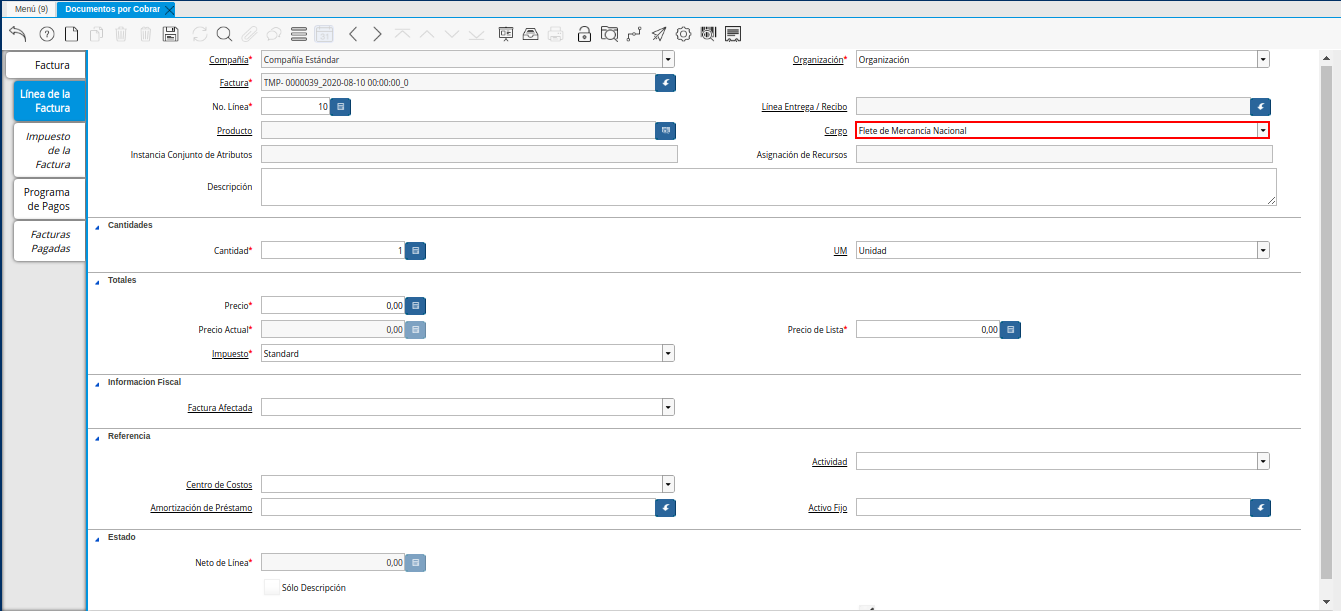 Menú (9) Documentos por Cobrar
Factura
Línea de la
Factura
Impuesto
de la
Factura
Programa
de Pagos
Facturas
Pagadas
Compañía* Compañía Estándar Organización* Organización
Factura* TMP- 0000039_2020-08-10 00:00:00_0
No. Línea* 10 Línea Entrega / Recibo
Producto Cargo Flete de Mercancía Nacional
Instancia Conjunto de Atributos Asignación de Recursos
Descripción
Cantidades
Cantidad* 1 UM Unidad
Totales
Precio* 0,00
Precio Actual* 0,00 Precio de Lista* 0,00
Impuesto* Standard
Informacion Fiscal
Factura Afectada
Referencia
Actividad
Centro de Costos
Amortización de Préstamo Activo Fijo
Estado
Neto de Línea* 0,00
Sólo Descripción